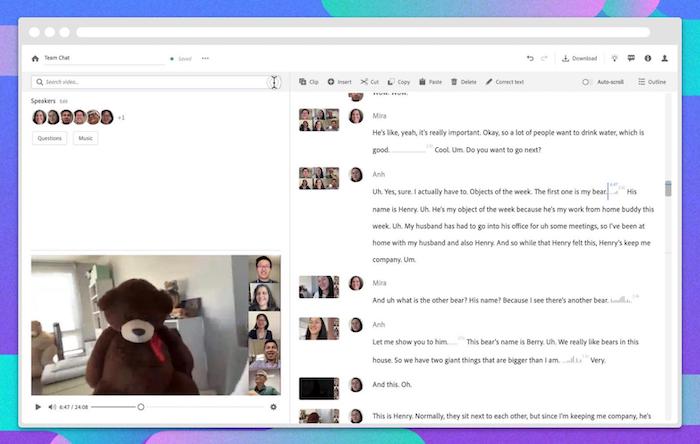 Team Chat
Saved
Download
Search video...
Clip
Insert
Cut
Copy
Paste
Delete
Correct text
Auto-scroll
Outline
Speakers Edit
+1
Questions
Music
Wow. Wow.
Mira
He's like, yeah, it's really important. Okay, so a lot of people want to drink water, which is
good. Cool. Um. Do you want to go next?
Anh
6:47
Uh. Yes, sure. I actually have to. Objects of the week. The first one is my bear. His
name is Henry. Uh. He's my object of the week because he's my work from home buddy this
week. Uh. My husband has had to go into his office for uh some meetings, so I've been at
home with my husband and also Henry. And so while that Henry felt this, Henry's keep me
company. Um.
Mira
And uh what is the other bear? His name? Because I see there's another bear.
Anh
Let me show you to him. This bear's name is Berry. Uh. We really like bears in this
house. So we have two giant things that are bigger than I am. Very.
And this. Oh.
This is Henry. Normally, they sit next to each other, but since I'm keeping me company, he's
6:47 / 24:08